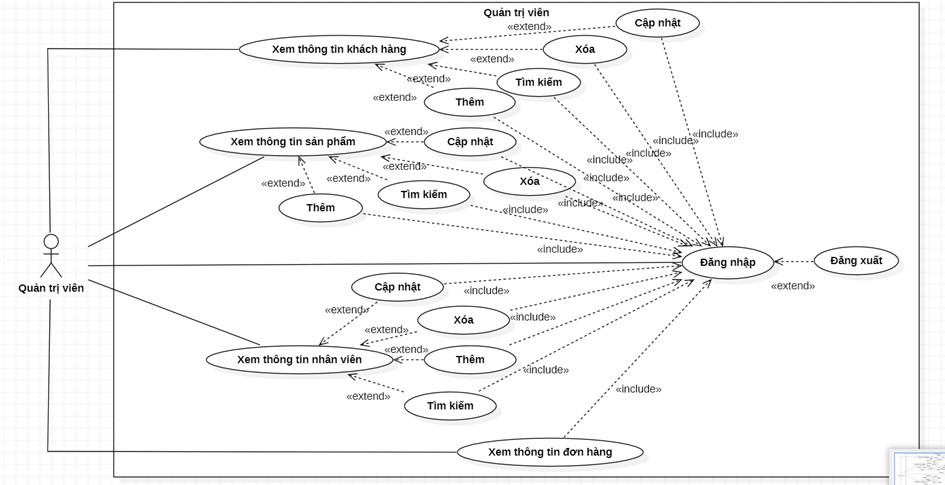 Quản trị viên
Cập nhật
«extend»
Xem thông tin khách hàng
Xóa
«extend»
«extend»
Tìm kiếm
«extend»
Thêm
«extend»
Cập nhật
«include»
«include»
Xem thông tin sản phẩm
«include»
«include»
«extend»
«include»
«extend»
«extend»
Xóa
Tìm kiếm
«include»
«include»
Thêm
«include»
Quản trị viên
«include»
Đăng nhập
Đăng xuất
«extend»
Cập nhật
«include»
«extend»
Xóa
«include»
«extend»
«extend»
Xem thông tin nhân viên
Thêm
«include»
«extend»
Tìm kiếm
«include»
Xem thông tin đơn hàng